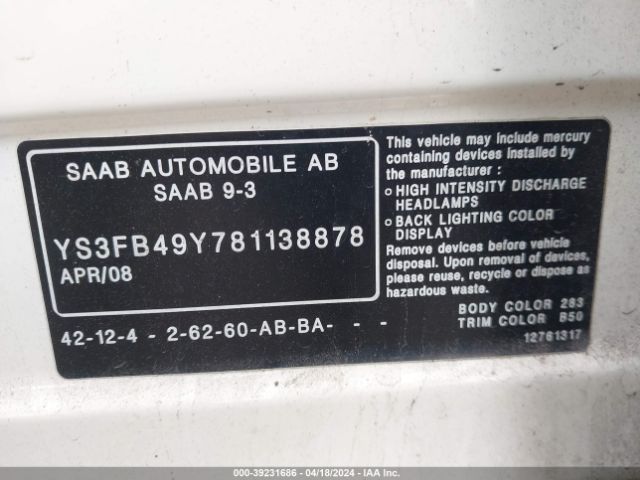 SAAB AUTOMOBILE AB
SAAB 9-3
YS3FB49Y781138878
APR/08
42-12-4 - 2-62-60-AB-BA- - -
This vehicle may include mercury
containing devices installed by
the manufacturer :
o HIGH INTENSITY DISCHARGE
HEADLAMPS
o BACK LIGHTING COLOR
DISPLAY
Remove devices before vehicle
disposal. Upon removal of devices,
please reuse, recycle or dispose as
hazardous waste.
BODY COLOR 283
TRIM COLOR B50
12761317
000-39231686 - 04/18/2024 - IAA Inc.